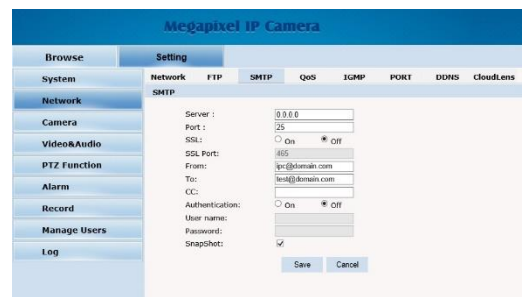 Megapixel IP Camera
Browse Setting
System
Network
Camera
Video&Audio
PTZ Function
Alarm
Record
Manage Users
Log
Network FTP SMTP QoS IGMP PORT DDNS CloudLens
SMTP
Server : 0.0.0.0
Port : 25
SSL: On Off
SSL Port: 465
From: ipc@domain.com
To: test@domain.com
CC:
Authentication: On Off
User name:
Password:
SnapShot:
Save Cancel